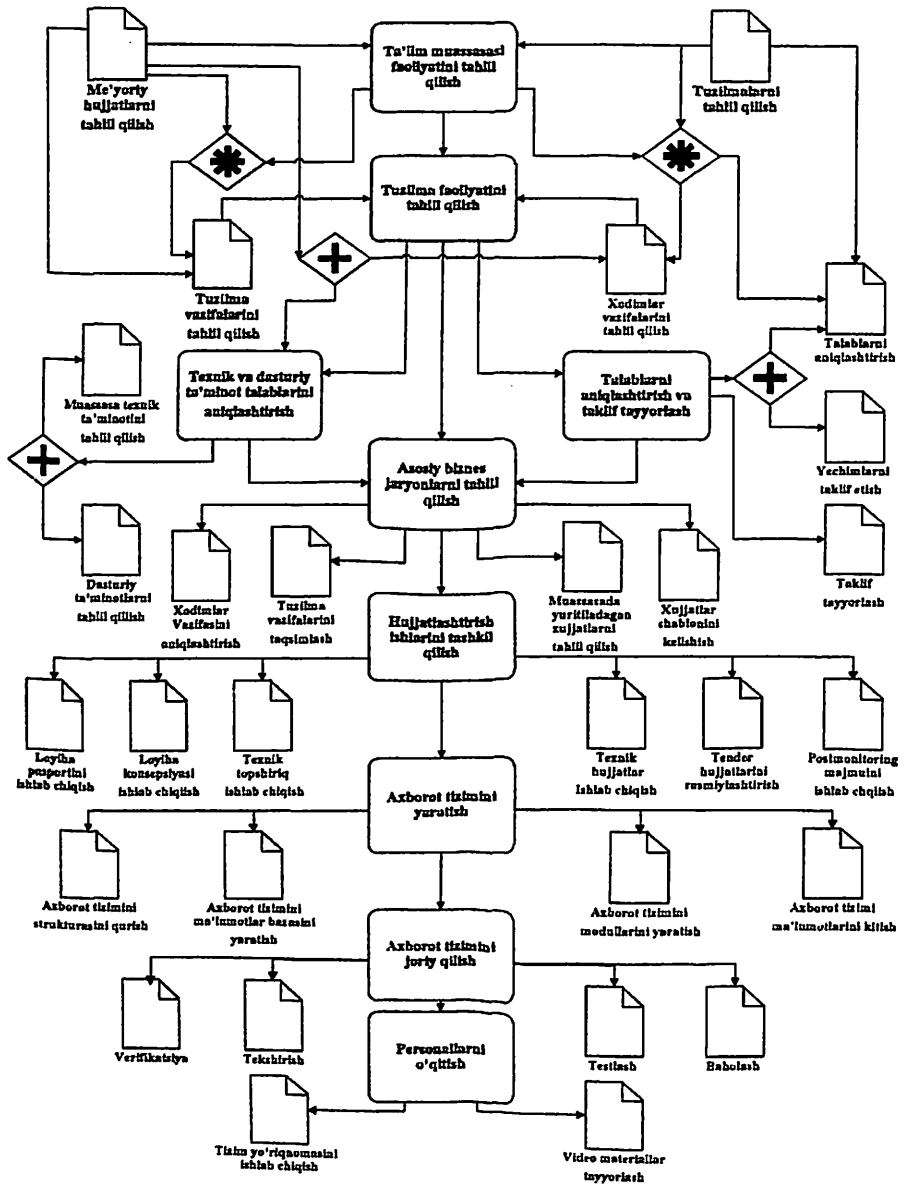 Me'yoriy
hujjatlarni
tahlil qilish
Ta'lim muassasasi
faoliyatini tahlil
qilish
Tuzilmalarni
tahlil qilish
Tuzilma faoliyatini
tahlil qilish
Tuzilma
vazifalarini
tahlil qilish
Xodimlar
vazifalarini
tahlil qilish
Talablarni
aniqlashtirish
Muassasa texnik
ta'minotini
tahlil qilish
Texnik va dasturiy
ta'minot talablarini
aniqlashtirish
Talablarni
aniqlashtirish va
taklif tayyorlash
Yechimlarni
taklif etish
Asosiy biznes
jaryonlarni tahlil
qilish
Dasturiy
ta'minotlarni
tahlil qilish
Xodimlar
Vazifasini
aniqlashtirish
Tuzilma
vazifalarini
taqsimlash
Muassasada
yuritiladagan
xujjatlarni
tahlil qilish
Xujjatlar
shablonini
kelishish
Taklif
tayyorlash
Hujjatlashtirish
ishlarini tashkil
qilish
Loyiha
pasportini
ishlab chiqish
Loyiha
konsepsiyasi
ishlab chiqish
Texnik
topshiriq
ishlab chiqish
Texnik
hujjatlar
Ishlab chiqish
Tender
hujjatlarini
rasmiylashtirish
Postmonitoring
majmuini
ishlab chqiish
Axborot tizimini
yaratish
Axborot tizimini
strukturasini qurish
Axborot tizimini
ma'lumotlar bazasini
yaratish
Axborot tizimini
modullarini yaratish
Axborot tizimi
ma'lumotlarini kitish
Axborot tizimini
joriy qilish
Verifikatsiya
Tekshirish
Testlash
Baholash
Personallarni
o'qitish
Tizim yo'riqnomasini
ishlab chiqish
Video materiallar
tayyorlash